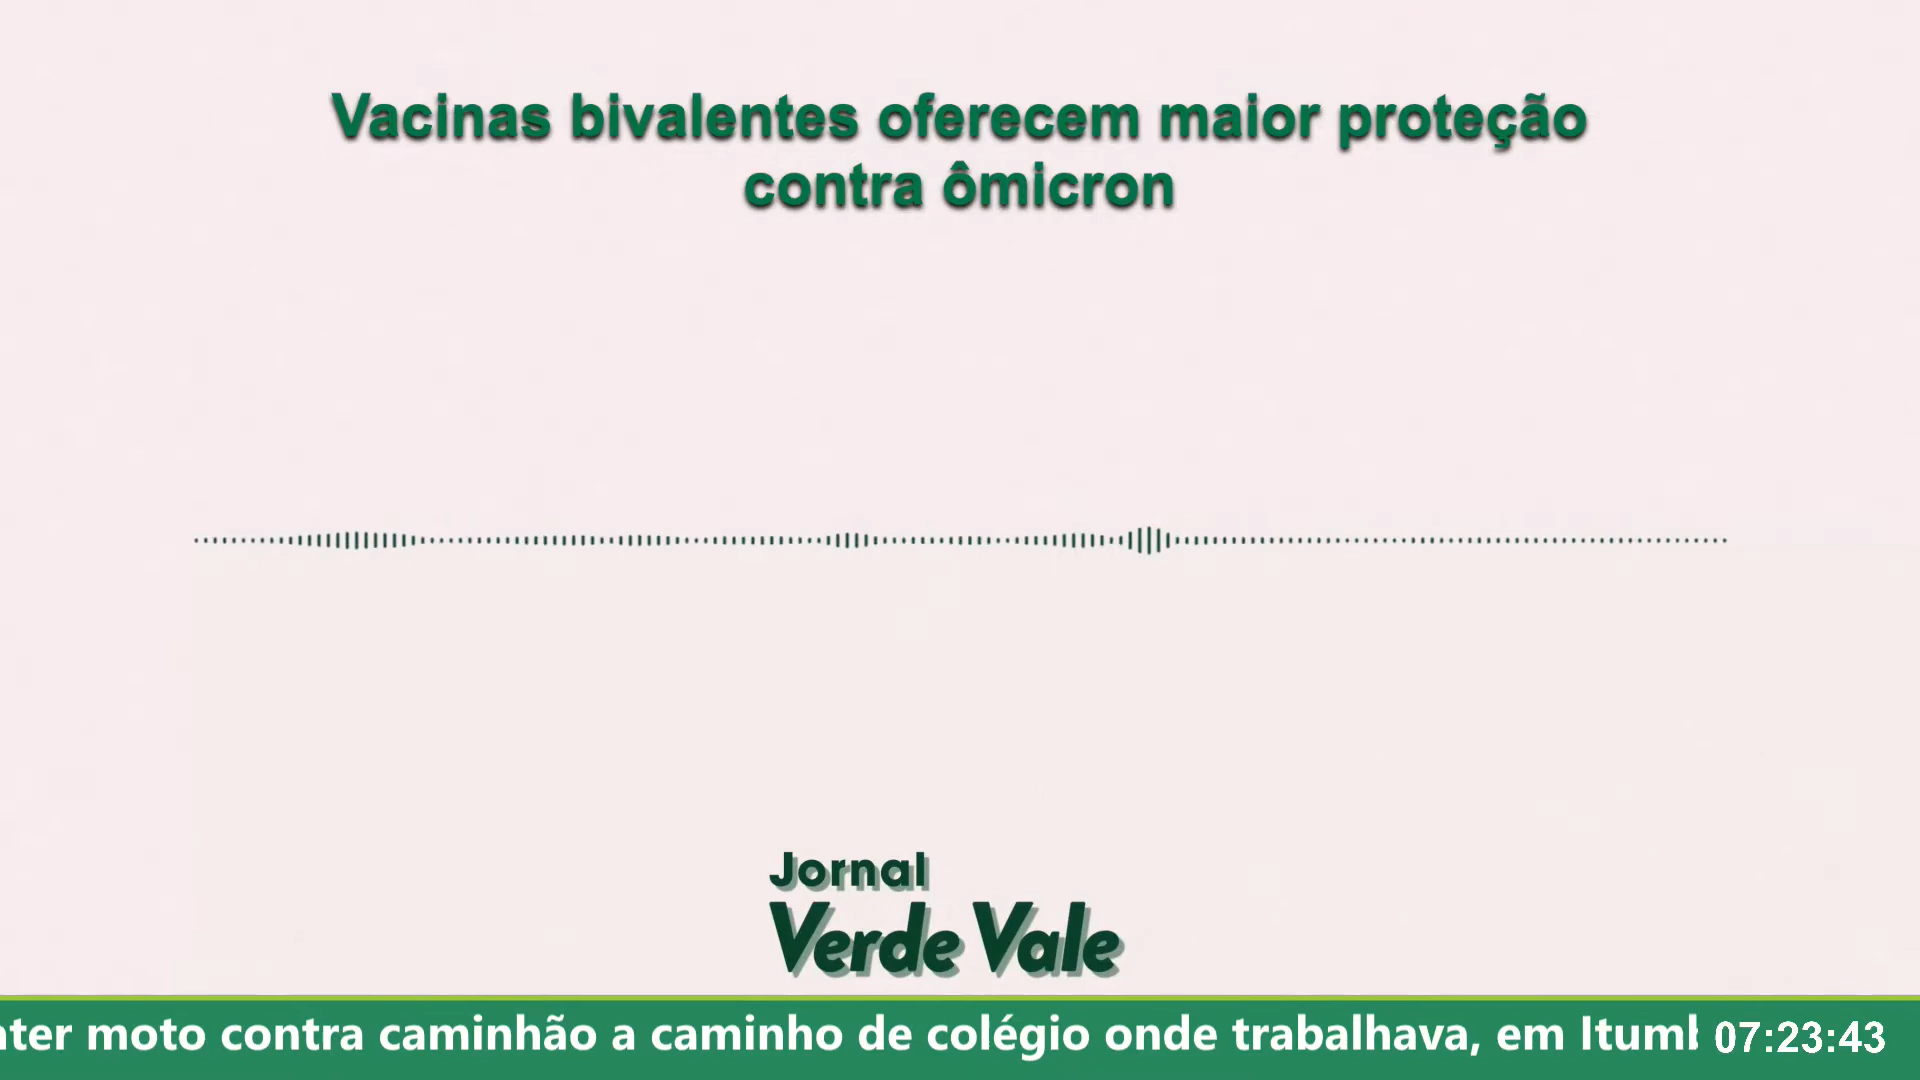 Vacinas bivalentes oferecem maior proteção
contra ômicron
Jornal
Verde Vale
moto contra caminhão a caminho de colégio onde trabalhava, em
07:23:43